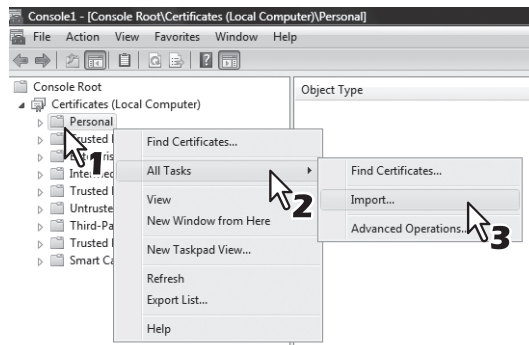 Console1 - [Console Root\Certificates (Local Computer)\Personal]
File Action View Favorites Window Help
Console Root
Certificates (Local Computer)
Personal
Trusted
Trusted
Untruste
Third-Pa
Trusted
Smart Ca
Object Type
Find Certificates...
All Tasks
View
New Window from Here
New Taskpad View...
Refresh
Export List...
Help
Find Certificates...
Import...
Advanced Operations...
1
2
3